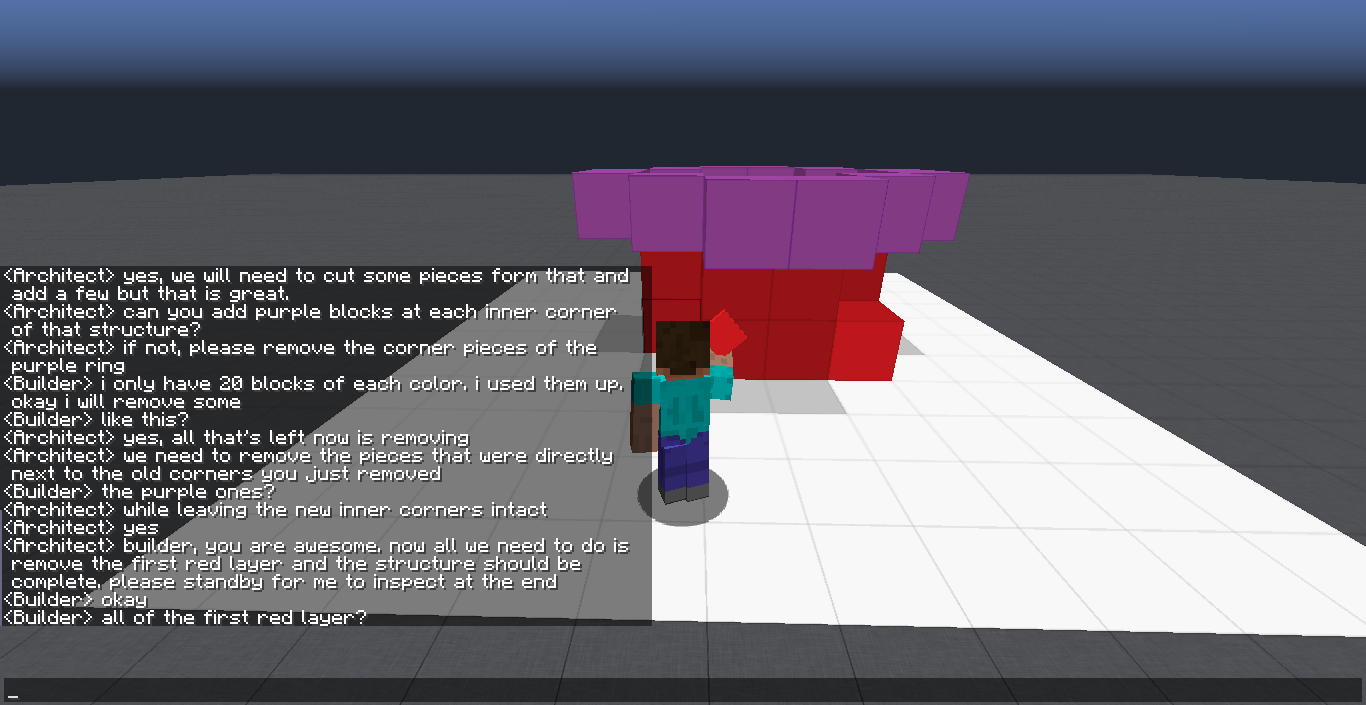 <Architect> yes, we will need to cut some pieces form that and
add a few but that is great.
<Architect> can you add purple blocks at each inner corner
of that structure?
<Architect> if not, please remove the corner pieces of the
purple ring
<Builder> i only have 20 blocks of each color. i used them up.
okay i will remove some
<Builder> like this?
<Architect> yes, all that's left now is removing
<Architect> we need to remove the pieces that were directly
next to the old corners you just removed
<Builder> the purple ones?
<Architect> while leaving the new inner corners intact
<Architect> yes
<Architect> builder, you are awesome. now all we need to do is
remove the first red layer and the structure should be
complete. please standby for me to inspect at the end
<Builder> okay
<Builder> all of the first red layer?
_